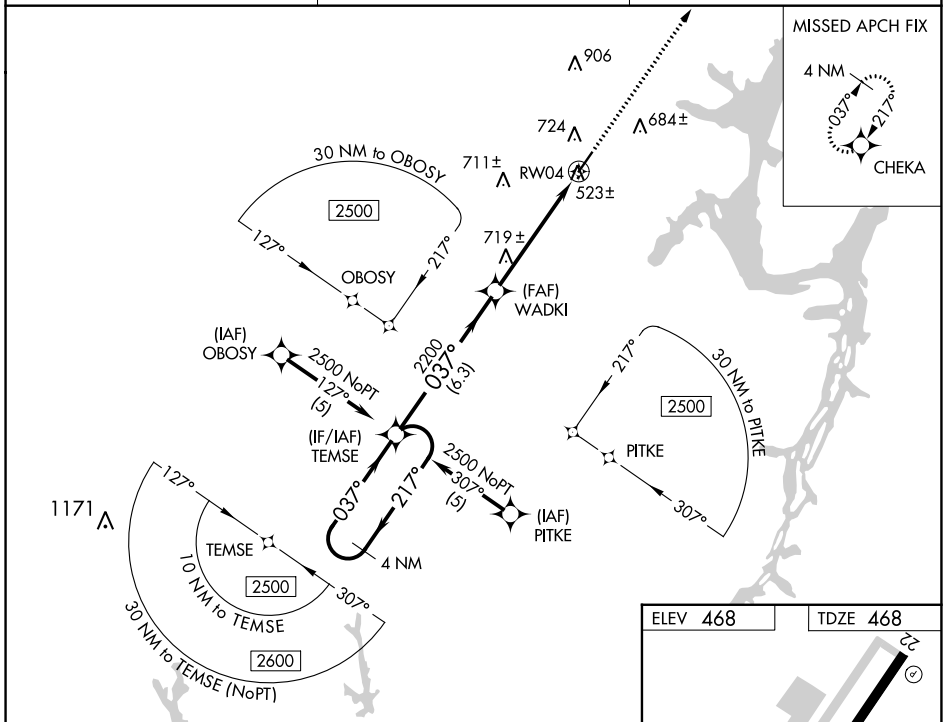 MISSED APCH FIX
4 NM
037°
217°
CHEKA
906
724
684±
711±
RW04
523±
719±
30 NM to OBOSY
2500
127°
217°
OBOSY
(FAF)
WADKI
(IAF)
OBOSY
2500 NoPT
127°
(5)
2200
037°
(6.3)
(IF/IAF)
TEMSE
037°
217°
4 NM
2500 NoPT
307°
(5)
(IAF)
PITKE
217°
30 NM to PITKE
2500
PITKE
307°
1171
127°
TEMSE
307°
10 NM to TEMSE
2500
30 NM to TEMSE (NoPT)
2600
ELEV 468
TDZE 468
22
P